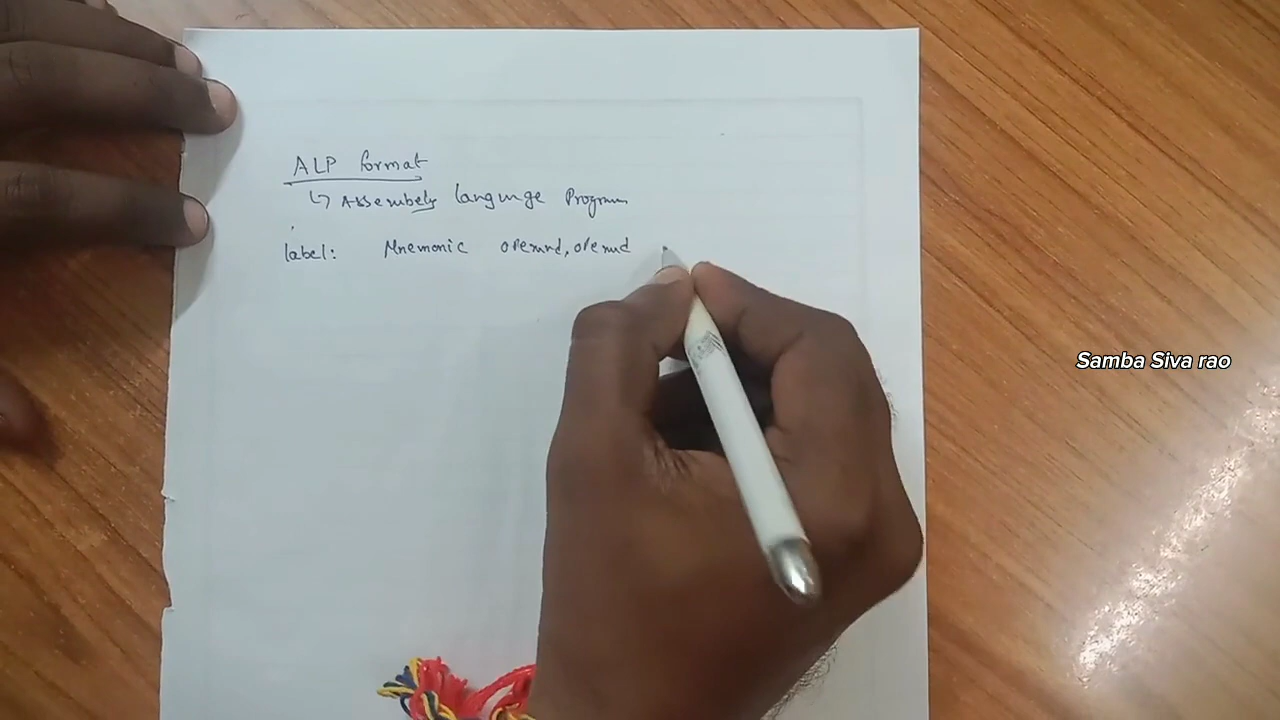 ALP format
↳ Assembely language Program
label: Mnemonic operand, operand
Samba Siva rao